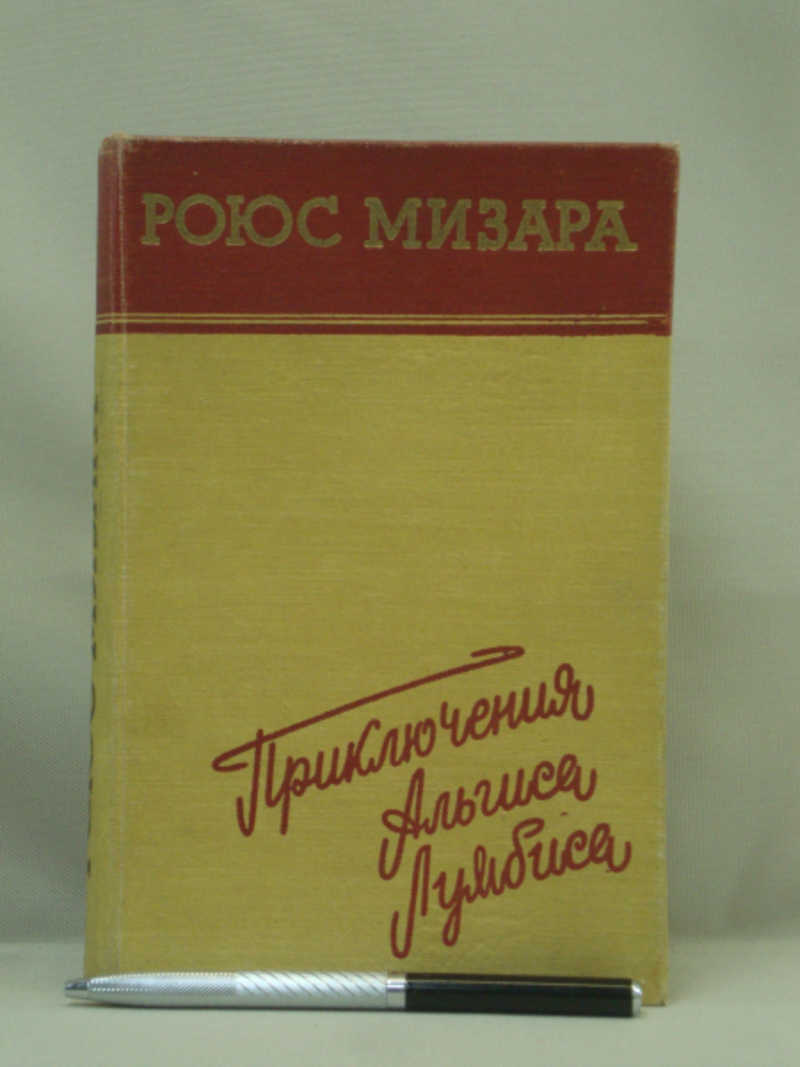 РОЮС МИЗАРА
Приключения
Альгиса
Лумбиса